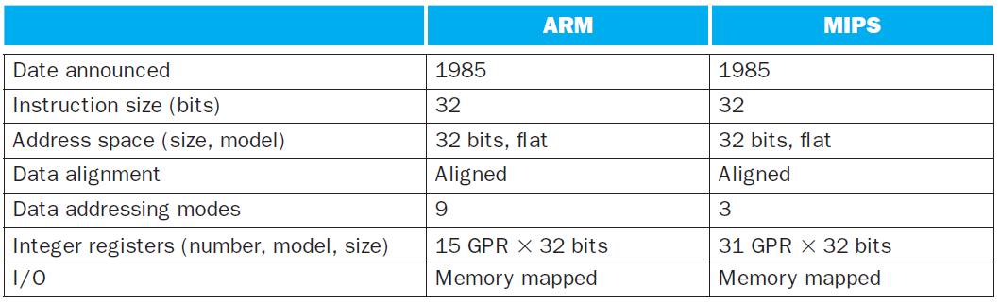 ARM MIPS
Date announced 1985 1985
Instruction size (bits) 32 32
Address space (size, model) 32 bits, flat 32 bits, flat
Data alignment Aligned Aligned
Data addressing modes 9 3
Integer registers (number, model, size) 15 GPR × 32 bits 31 GPR × 32 bits
I/O Memory mapped Memory mapped